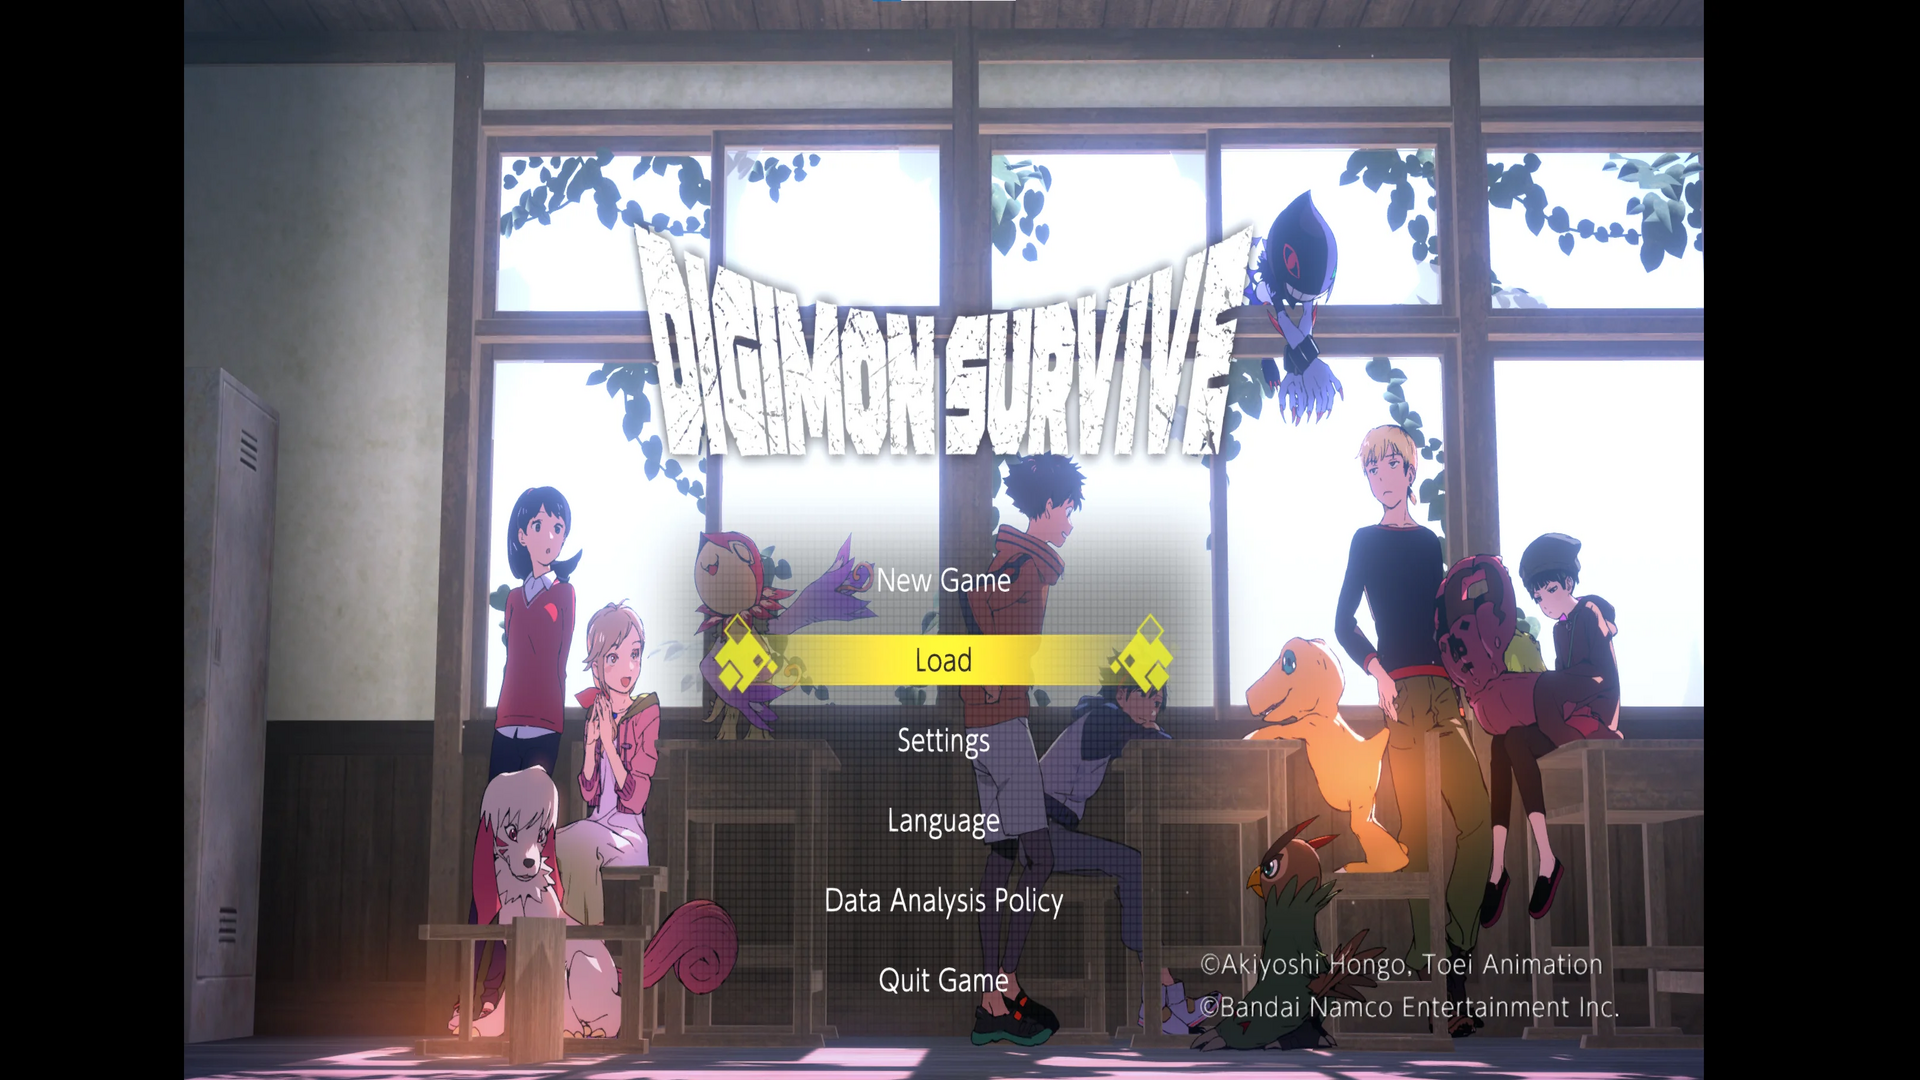 DIGIMON SURVIVE
New Game
Load
Settings
Language
Data Analysis Policy
Quit Game
©Akiyoshi Hongo, Toei Animation
©Bandai Namco Entertainment Inc.